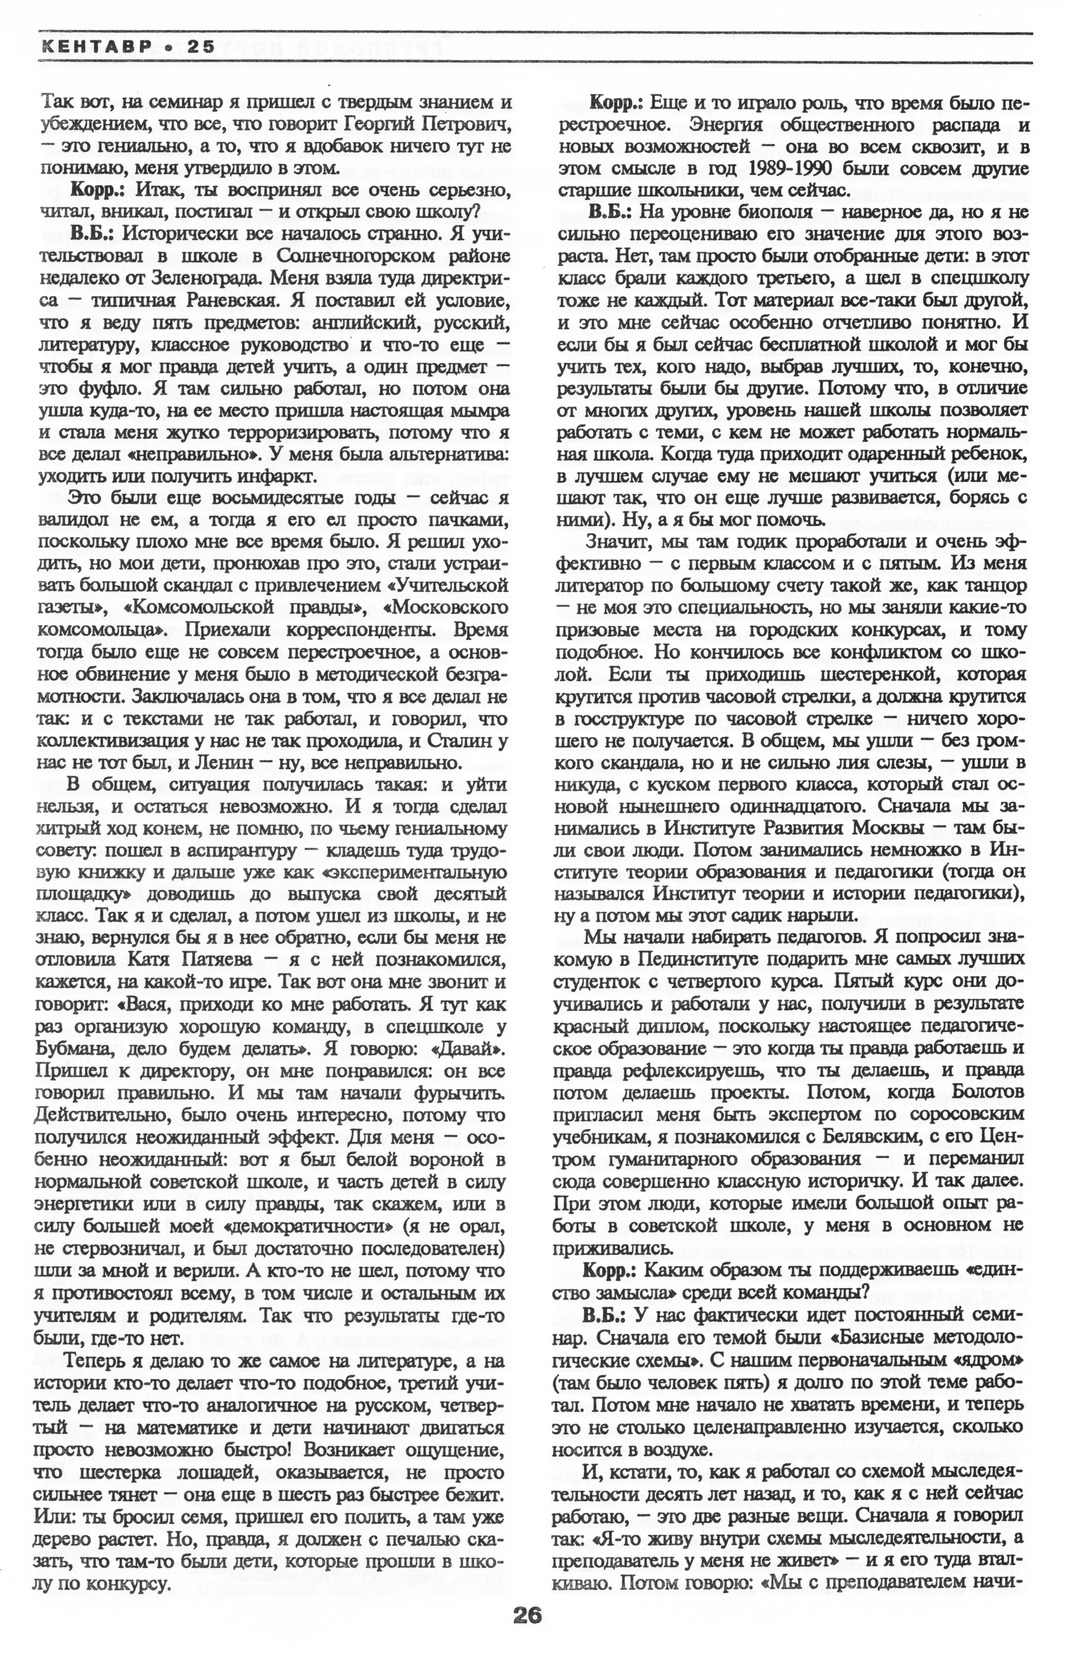 КЕНТАВР • 25
Так вот, на семинар я пришел с твердым знанием и
убеждением, что все, что говорит Георгий Петрович,
— это гениально, а то, что я вдобавок ничего тут не
понимаю, меня утвердило в этом.
Корр.: Итак, ты воспринял все очень серьезно,
читал, вникал, постигал — и открыл свою школу?
В.Б.: Исторически все началось странно. Я учи-
тельствовал в школе в Солнечногорском районе
недалеко от Зеленограда. Меня взяла туда директри-
са — типичная Раневская. Я поставил ей условие,
что я веду пять предметов: английский, русский,
литературу, классное руководство и что-то еще —
чтобы я мог правда детей учить, а один предмет —
это фуфло. Я там сильно работал, но потом она
ушла куда-то, на ее место пришла настоящая мымра
и стала меня жутко терроризировать, потому что я
все делал «неправильно». У меня была альтернатива:
уходить или получить инфаркт.
Это были еще восьмидесятые годы — сейчас я
валидол не ем, а тогда я его ел просто пачками,
поскольку плохо мне все время было. Я решил ухо-
дить, но мои дети, пронюхав про это, стали устраи-
вать большой скандал с привлечением «Учительской
газеты», «Комсомольской правды», «Московского
комсомольца». Приехали корреспонденты. Время
тогда было еще не совсем перестроечное, а основ-
ное обвинение у меня было в методической безгра-
мотности. Заключалась она в том, что я все делал не
так: и с текстами не так работал, и говорил, что
коллективизация у нас не так проходила, и Сталин у
нас не тот был, и Ленин — ну, все неправильно.
В общем, ситуация получилась такая: и уйти
нельзя, и остаться невозможно. И я тогда сделал
хитрый ход конем, не помню, по чьему гениальному
совету: пошел в аспирантуру — кладешь туда трудо-
вую книжку и дальше уже как «экспериментальную
площадку» доводишь до выпуска свой десятый
класс. Так я и сделал, а потом ушел из школы, и не
знаю, вернулся бы я в нее обратно, если бы меня не
отловила Катя Патяева — я с ней познакомился,
кажется, на какой-то игре. Так вот она мне звонит и
говорит: «Вася, приходи ко мне работать. Я тут как
раз организую хорошую команду, в спецшколе у
Бубмана, дело будем делать». Я говорю: «Давай».
Пришел к директору, он мне понравился: он все
говорил правильно. И мы там начали фурычить.
Действительно, было очень интересно, потому что
получился неожиданный эффект. Для меня — осо-
бенно неожиданный: вот я был белой вороной в
нормальной советской школе, и часть детей в силу
энергетики или в силу правды, так скажем, или в
силу большей моей «демократичности» (я не орал,
не стервозничал, и был достаточно последователен)
шли за мной и верили. А кто-то не шел, потому что
я противостоял всему, в том числе и остальным их
учителям и родителям. Так что результаты где-то
были, где-то нет.
Теперь я делаю то же самое на литературе, а на
истории кто-то делает что-то подобное, третий учи-
тель делает что-то аналогичное на русском, четвер-
тый — на математике и дети начинают двигаться
просто невозможно быстро! Возникает ощущение,
что шестерка лошадей, оказывается, не просто
сильнее тянет — она еще в шесть раз быстрее бежит.
Или: ты бросил семя, пришел его полить, а там уже
дерево растет. Но, правда, я должен с печалью ска-
зать, что там-то были дети, которые прошли в шко-
лу по конкурсу.
Корр.: Еще и то играло роль, что время было пе-
рестроечное. Энергия общественного распада и
новых возможностей — она во всем сквозит, и в
этом смысле в год 1989-1990 были совсем другие
старшие школьники, чем сейчас.
В.Б.: На уровне биополя — наверное да, но я не
сильно переоцениваю его значение для этого воз-
раста. Нет, там просто были отобранные дети: в этот
класс брали каждого третьего, а шел в спецшколу
тоже не каждый. Тот материал все-таки был другой,
и это мне сейчас особенно отчетливо понятно. И
если бы я был сейчас бесплатной школой и мог бы
учить тех, кого надо, выбрав лучших, то, конечно,
результаты были бы другие. Потому что, в отличие
от многих других, уровень нашей школы позволяет
работать с теми, с кем не может работать нормаль-
ная школа. Когда туда приходит одаренный ребенок,
в лучшем случае ему не мешают учиться (или ме-
шают так, что он еще лучше развивается, борясь с
ними). Ну, а я бы мог помочь.
Значит, мы там годик проработали и очень эф-
фективно — с первым классом и с пятым. Из меня
литератор по большому счету такой же, как танцор
— не моя это специальность, но мы заняли какие-то
призовые места на городских конкурсах, и тому
подобное. Но кончилось все конфликтом со шко-
лой. Если ты приходишь шестеренкой, которая
крутится против часовой стрелки, а должна крутится
в госструктуре по часовой стрелке — ничего хоро-
шего не получается. В общем, мы ушли — без гром-
кого скандала, но и не сильно лия слезы, — ушли в
никуда, с куском первого класса, который стал ос-
новой нынешнего одиннадцатого. Сначала мы за-
нимались в Институте Развития Москвы — там бы-
ли свои люди. Потом занимались немножко в Ин-
ституте теории образования и педагогики (тогда он
назывался Институт теории и истории педагогики),
ну а потом мы этот садик нарыли.
Мы начали набирать педагогов. Я попросил зна-
комую в Пединституте подарить мне самых лучших
студенток с четвертого курса. Пятый курс они до-
учивались и работали у нас, получили в результате
красный диплом, поскольку настоящее педагогиче-
ское образование — это когда ты правда работаешь и
правда рефлексируешь, что ты делаешь, и правда
потом делаешь проекты. Потом, когда Болотов
пригласил меня быть экспертом по соросовским
учебникам, я познакомился с Белявским, с его Цен-
тром гуманитарного образования — и переманил
сюда совершенно классную историчку. И так далее.
При этом люди, которые имели большой опыт ра-
боты в советской школе, у меня в основном не
приживались.
Корр.: Каким образом ты поддерживаешь «един-
ство замысла» среди всей команды?
В.Б.: У нас фактически идет постоянный семи-
нар. Сначала его темой были «Базисные методоло-
гические схемы». С нашим первоначальным «ядром»
(там было человек пять) я долго по этой теме рабо-
тал. Потом мне начало не хватать времени, и теперь
это не столько целенаправленно изучается, сколько
носится в воздухе.
И, кстати, то, как я работал со схемой мыследея-
тельности десять лет назад, и то, как я с ней сейчас
работаю, — это две разные вещи. Сначала я говорил
так: «Я-то живу внутри схемы мыследеятельности, а
преподаватель у меня не живет» — и я его туда втал-
киваю. Потом говорю: «Мы с преподавателем начи-
26